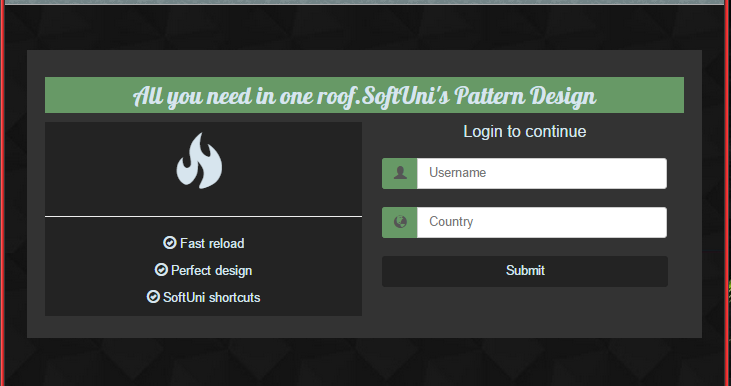 All you need in one roof.SoftUni's Pattern Design
Fast reload
Perfect design
SoftUni shortcuts
Login to continue
Username
Country
Submit